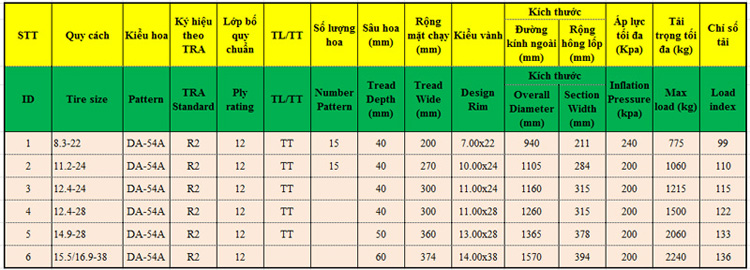 STT Quy cách Kiểu hoa Ký hiệu theo TRA Lớp bố quy chuẩn TL/TT Số lượng hoa Sâu hoa (mm) Rộng mặt chạy (mm) Kiểu vành Kích thước Đường kính ngoài (mm) Rộng hông lốp (mm) Áp lực tối đa (Kpa) Tải trọng tối đa (kg) Chỉ số tải
ID Tire size Pattern TRA Standard Ply rating TL/TT Number Pattern Tread Depth (mm) Tread Wide (mm) Design Rim Kích thước Overall Diameter (mm) Section Width (mm) Inflation Pressure (kpa) Max load (kg) Load index
1 8.3-22 DA-54A R2 12 TT 15 40 200 7.00x22 940 211 240 775 99
2 11.2-24 DA-54A R2 12 TT 15 40 270 10.00x24 1105 284 200 1060 110
3 12.4-24 DA-54A R2 12 TT 40 300 11.00x24 1160 315 200 1215 115
4 12.4-28 DA-54A R2 12 TT 40 300 11.00x28 1260 315 200 1500 122
5 14.9-28 DA-54A R2 12 TT 50 360 13.00x28 1365 378 200 2060 133
6 15.5/16.9-38 DA-54A R2 12 60 374 14.00x38 1570 394 200 2240 136